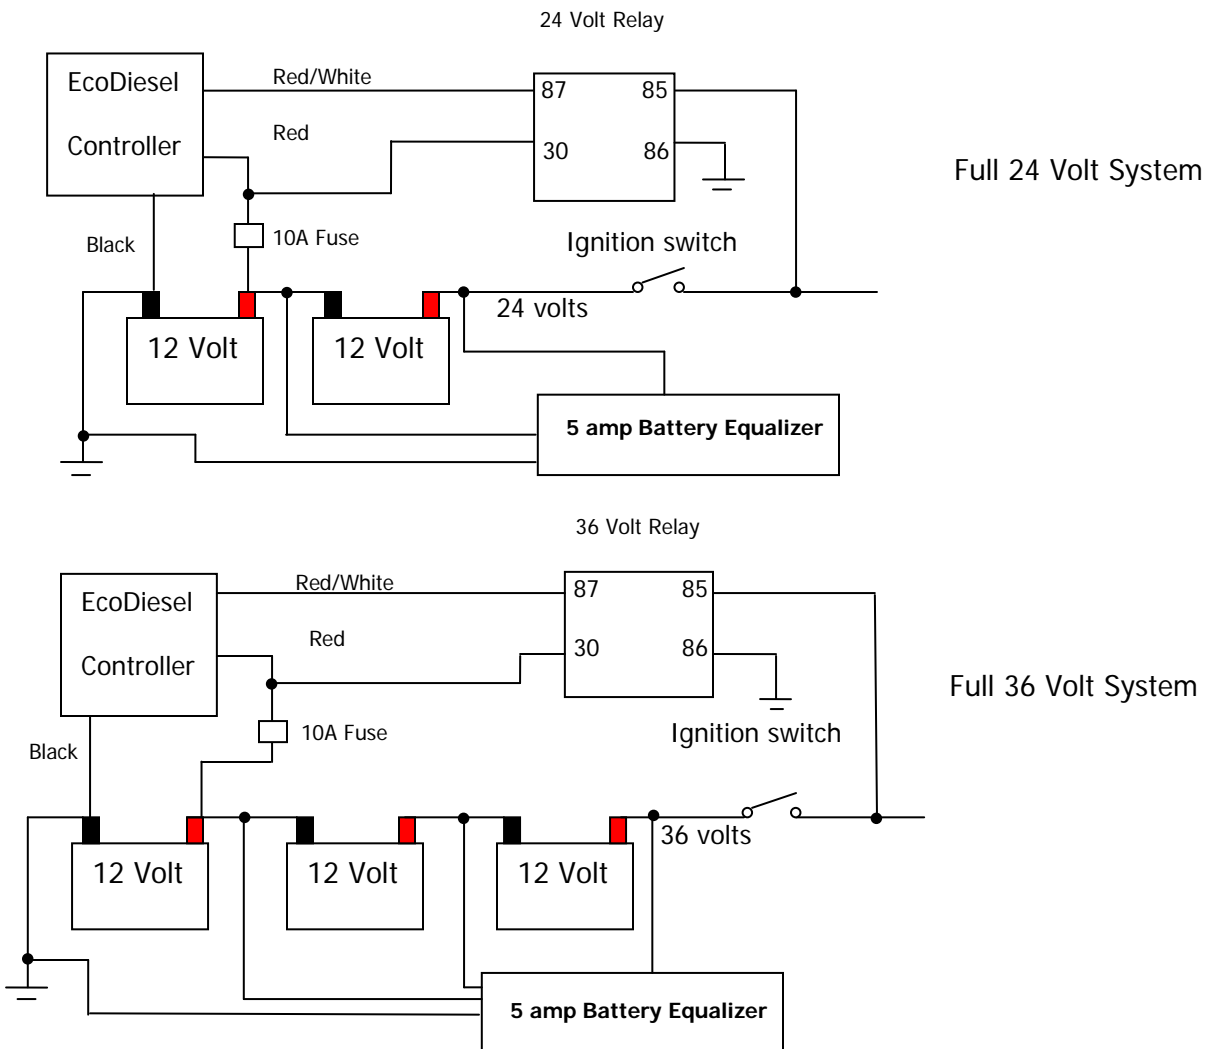 24 Volt Relay
EcoDiesel
Controller
Red/White
Red
87
85
30
86
Full 24 Volt System
Black
10A Fuse
Ignition switch
24 volts
12 Volt
12 Volt
5 amp Battery Equalizer
36 Volt Relay
EcoDiesel
Controller
Red/White
Red
87
85
30
86
Full 36 Volt System
Black
10A Fuse
Ignition switch
36 volts
12 Volt
12 Volt
12 Volt
5 amp Battery Equalizer